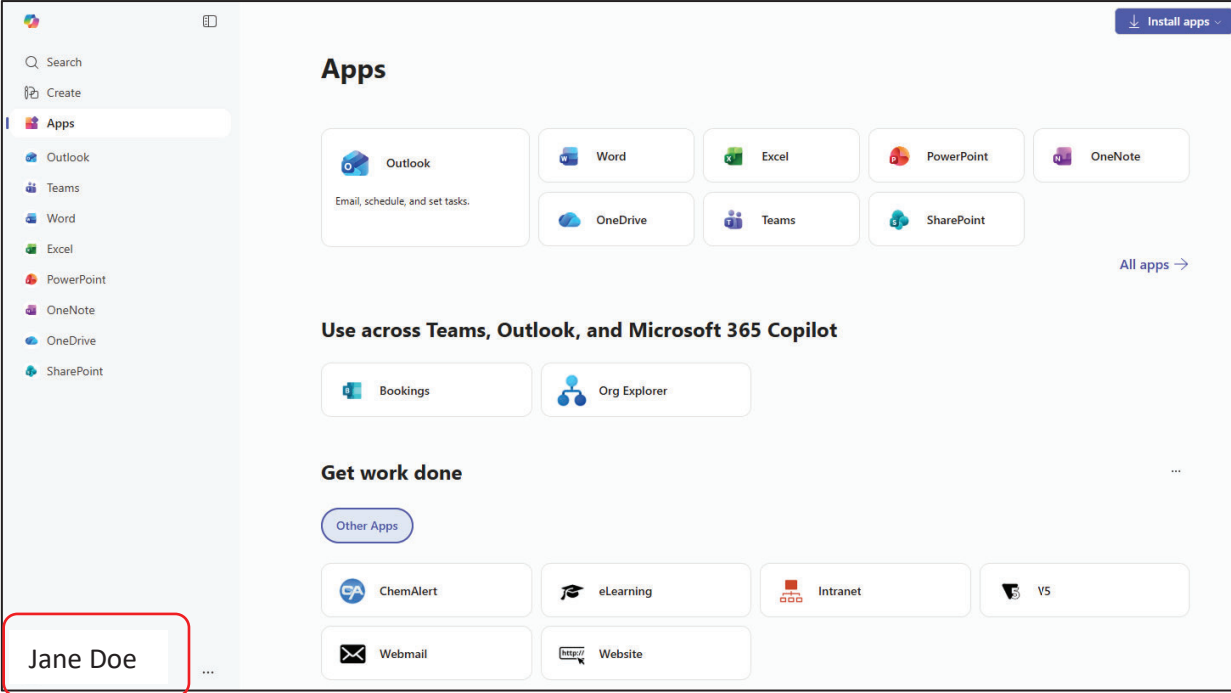 Install apps
Search
Create
Apps
Outlook
Teams
Word
Excel
PowerPoint
OneNote
OneDrive
SharePoint
Jane Doe
...
Apps
Outlook
Email, schedule, and set tasks.
Word
Excel
PowerPoint
OneNote
OneDrive
Teams
SharePoint
All apps →
Use across Teams, Outlook, and Microsoft 365 Copilot
Bookings
Org Explorer
Get work done
...
Other Apps
ChemAlert
eLearning
Intranet
V5
Webmail
http://
Website